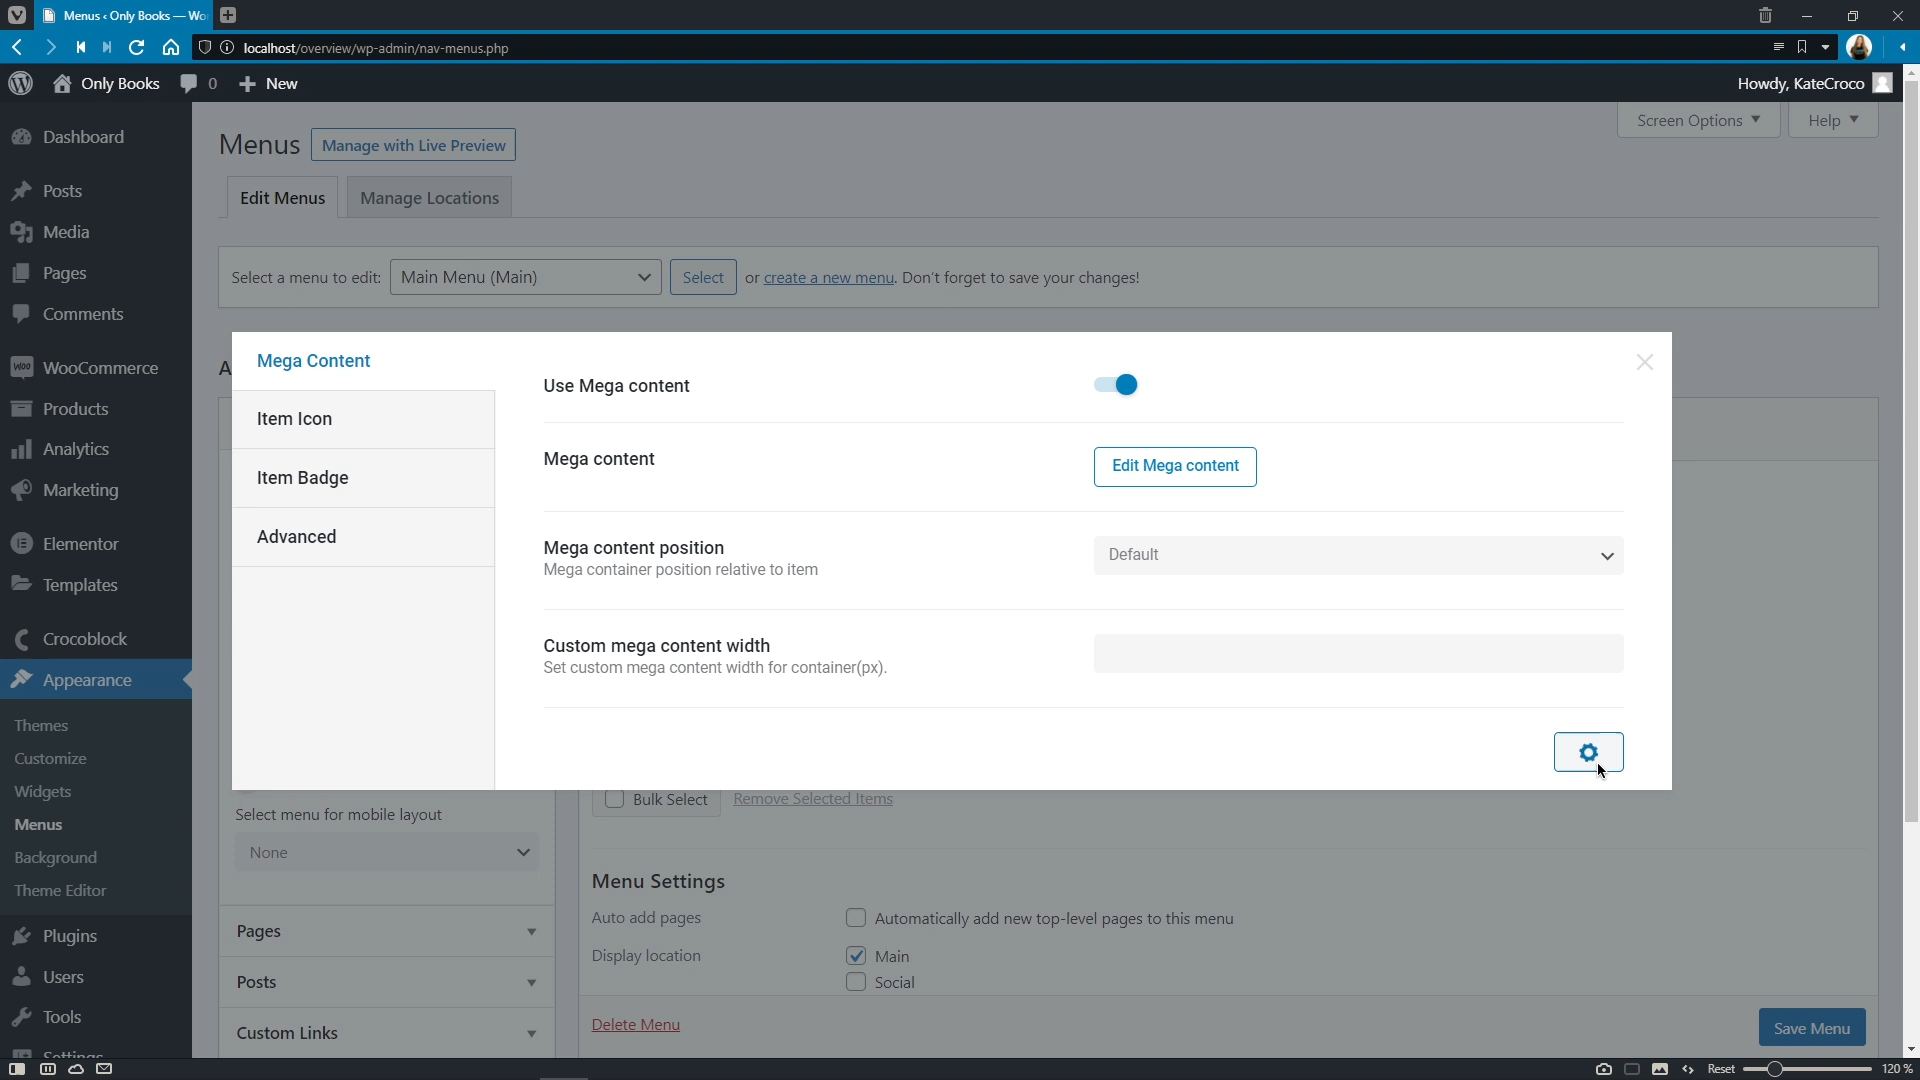 Menus ‹ Only Books — Wo
localhost/overview/wp-admin/nav-menus.php
Only Books 0 New Howdy, KateCroco
Screen Options Help
Menus Manage with Live Preview
Edit Menus Manage Locations
Select a menu to edit: Main Menu (Main) Select or create a new menu. Don't forget to save your changes!
Dashboard
Posts
Media
Pages
Comments
WooCommerce
Products
Analytics
Marketing
Elementor
Templates
Crocoblock
Appearance
Themes
Customize
Widgets
Menus
Background
Theme Editor
Plugins
Users
Tools
Settings
A
Mega Content
Item Icon
Item Badge
Advanced
Use Mega content
Mega content Edit Mega content
Mega content position Default
Mega container position relative to item
Custom mega content width
Set custom mega content width for container(px).
Select menu for mobile layout
None
Pages
Posts
Custom Links
Bulk Select Remove Selected Items
Menu Settings
Auto add pages Automatically add new top-level pages to this menu
Display location Main
Social
Delete Menu Save Menu
Reset 120 %